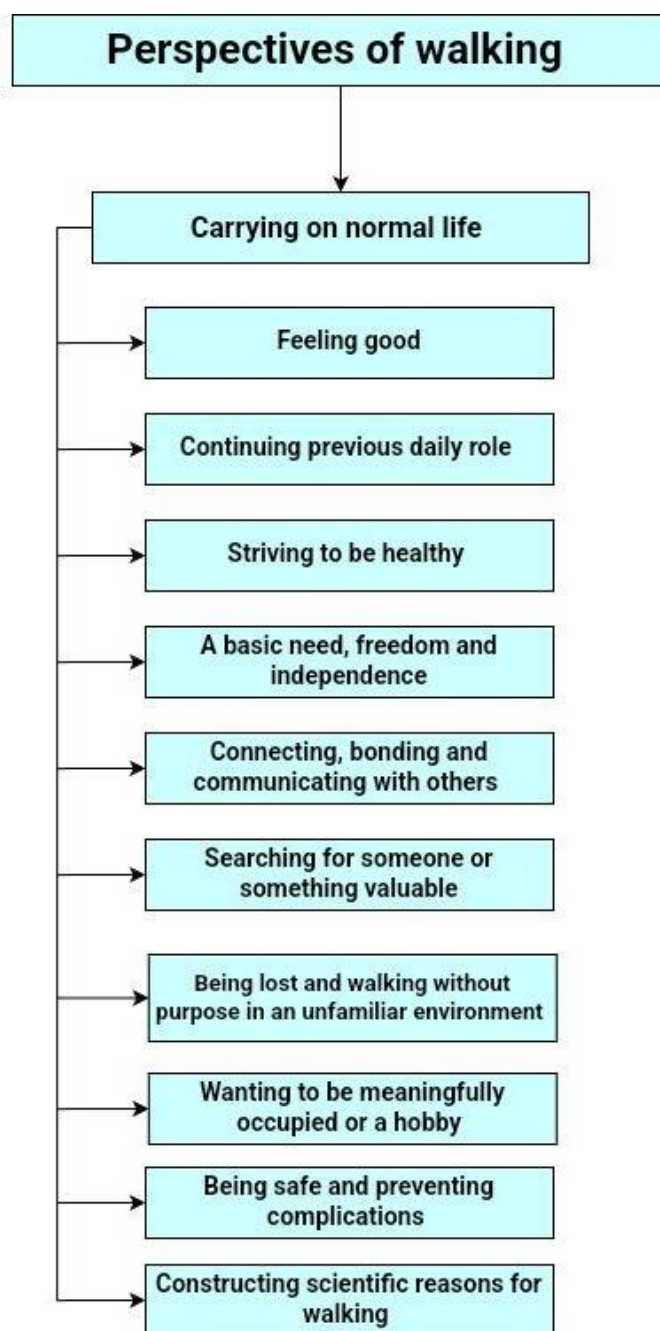 Perspectives of walking
Carrying on normal life
Feeling good
Continuing previous daily role
Striving to be healthy
A basic need, freedom and
independence
Connecting, bonding and
communicating with others
Searching for someone or
something valuable
Being lost and walking without
purpose in an unfamiliar environment
Wanting to be meaningfully
occupied or a hobby
Being safe and preventing
complications
Constructing scientific reasons for
walking